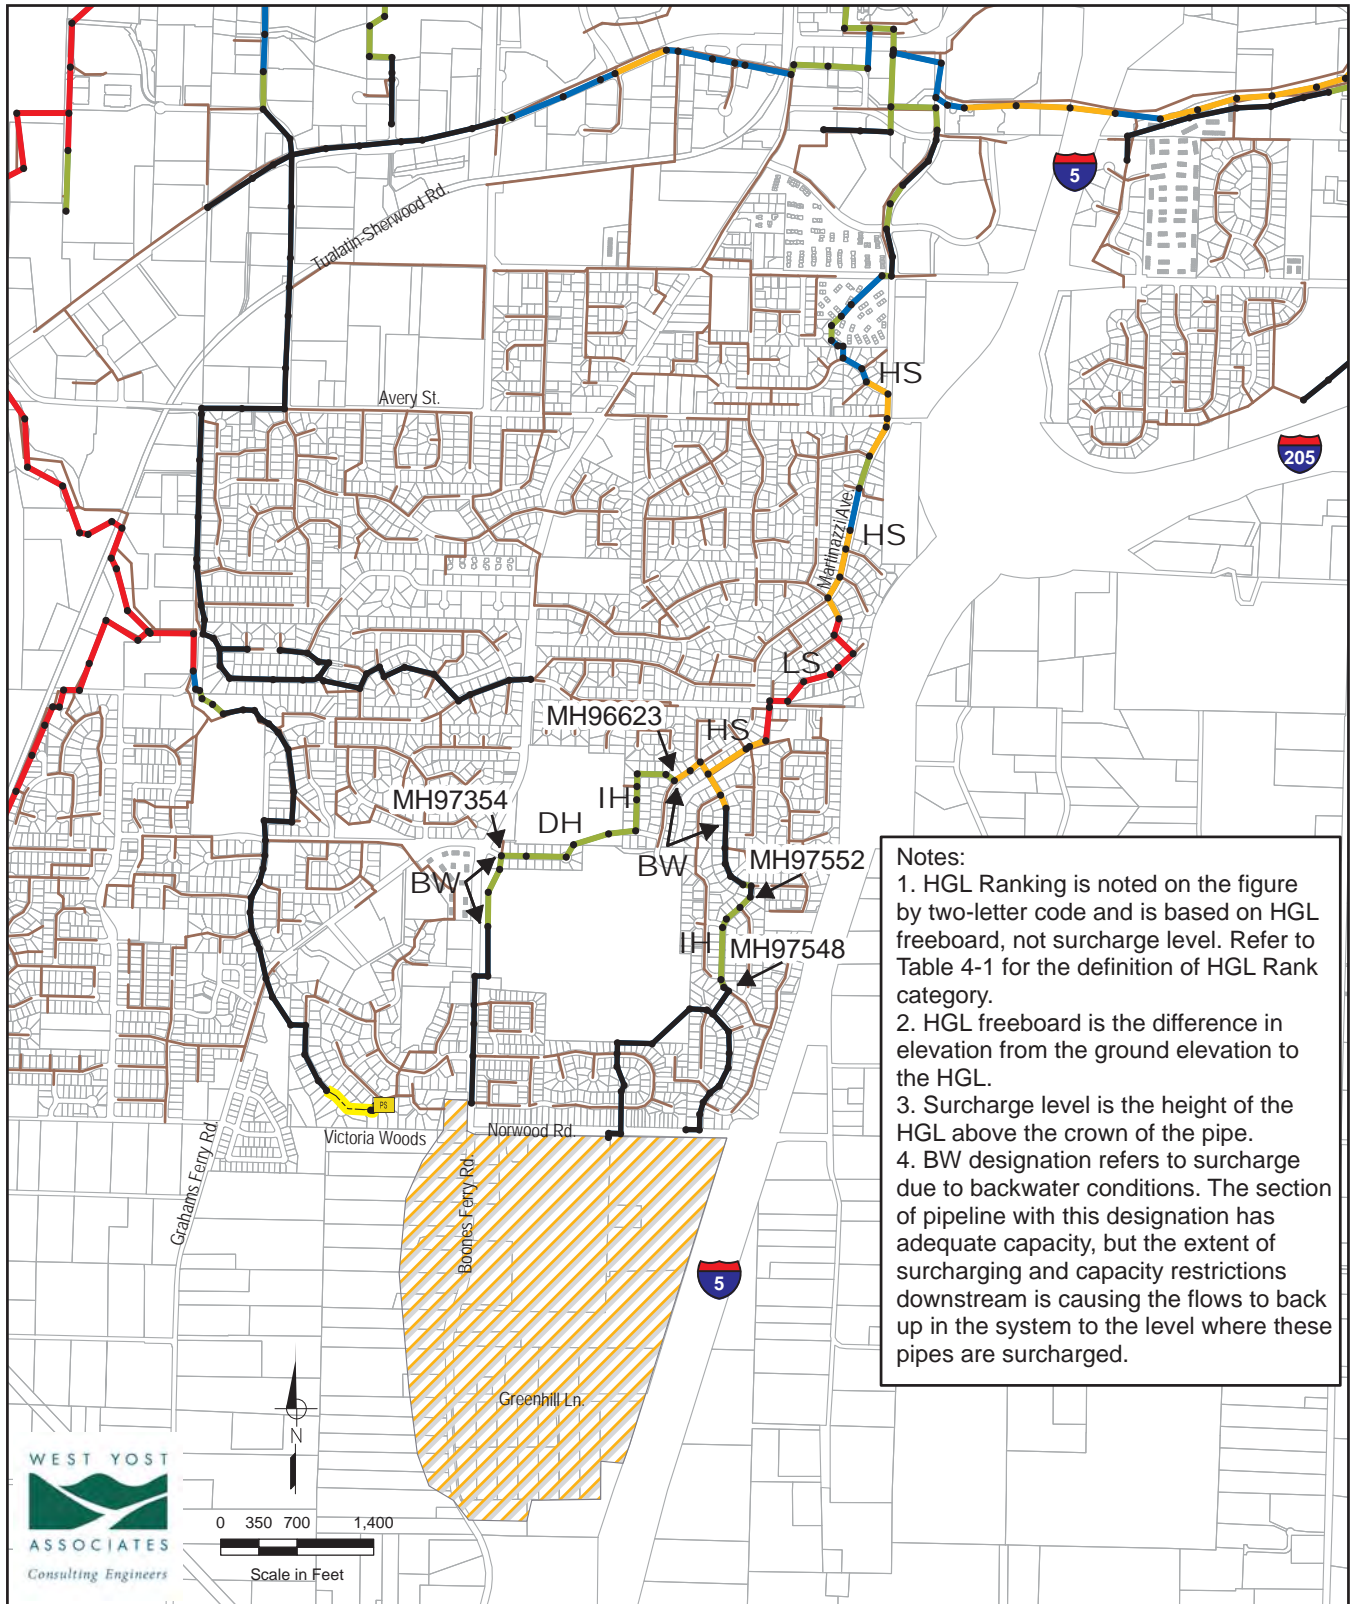 5
Tualatin-Sherwood Rd.
HS
Avery St.
205
Martinazzi Ave.
HS
LS
MH96623
HS
MH97354
IH
DH
BW
BW
MH97552
IH
MH97548
Notes:
1. HGL Ranking is noted on the figure
by two-letter code and is based on HGL
freeboard, not surcharge level. Refer to
Table 4-1 for the definition of HGL Rank
category.
2. HGL freeboard is the difference in
elevation from the ground elevation to
the HGL.
3. Surcharge level is the height of the
HGL above the crown of the pipe.
4. BW designation refers to surcharge
due to backwater conditions. The section
of pipeline with this designation has
adequate capacity, but the extent of
surcharging and capacity restrictions
downstream is causing the flows to back
up in the system to the level where these
pipes are surcharged.
PS
Victoria Woods
Norwood Rd.
Grahams Ferry Rd.
Boones Ferry Rd.
5
Greenhill Ln.
N
WEST YOST
ASSOCIATES
Consulting Engineers
0 350 700 1,400
Scale in Feet